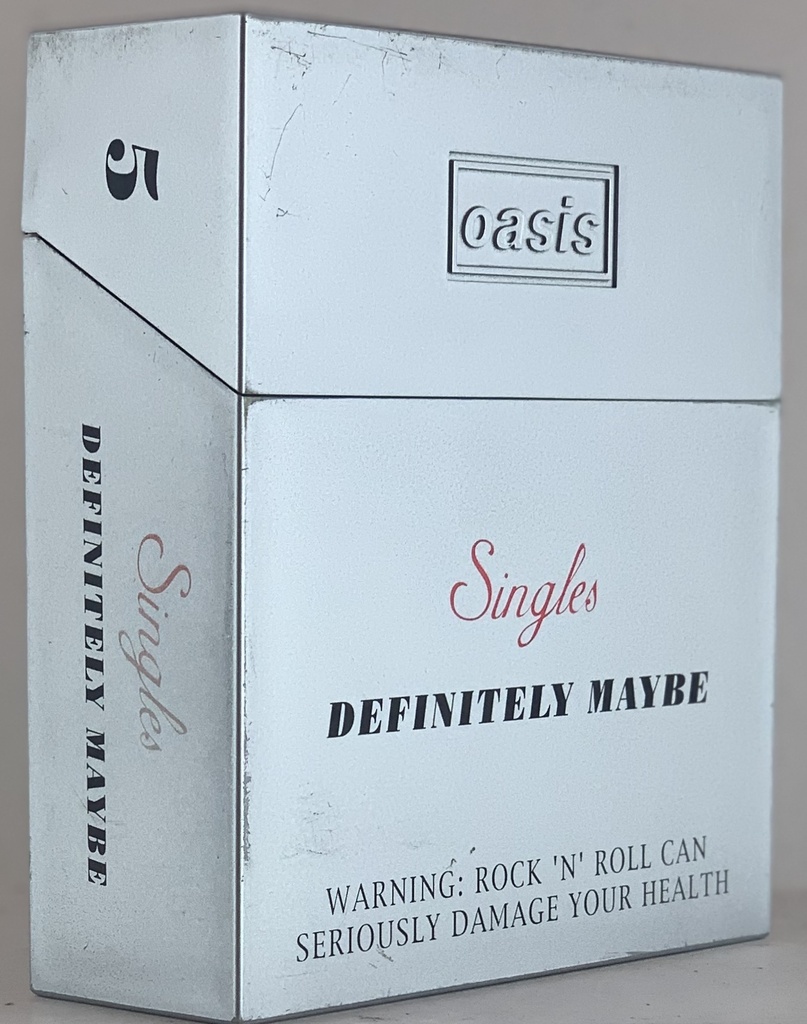 5
Singles
DEFINITELY MAYBE
oasis
Singles
DEFINITELY MAYBE
WARNING: ROCK 'N' ROLL CAN
SERIOUSLY DAMAGE YOUR HEALTH